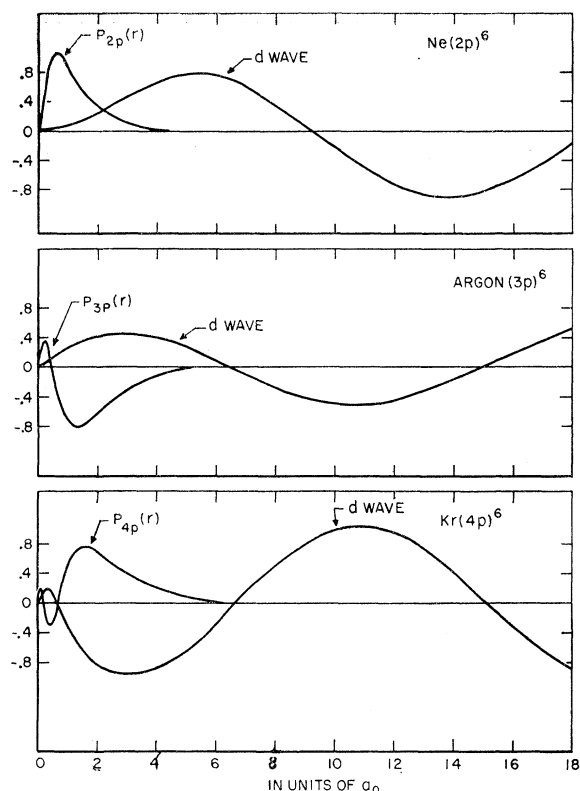 P2p(r)
d WAVE
Ne(2p)⁶
.8
.4
0
-.4
-.8
P3P(r)
d WAVE
ARGON (3p)⁶
.8
.4
0
-.4
-.8
P4p(r)
d WAVE
Kr(4p)⁶
.8
.4
0
-.4
-.8
0 2 4 6 8 10 12 14 16 18
IN UNITS OF a₀